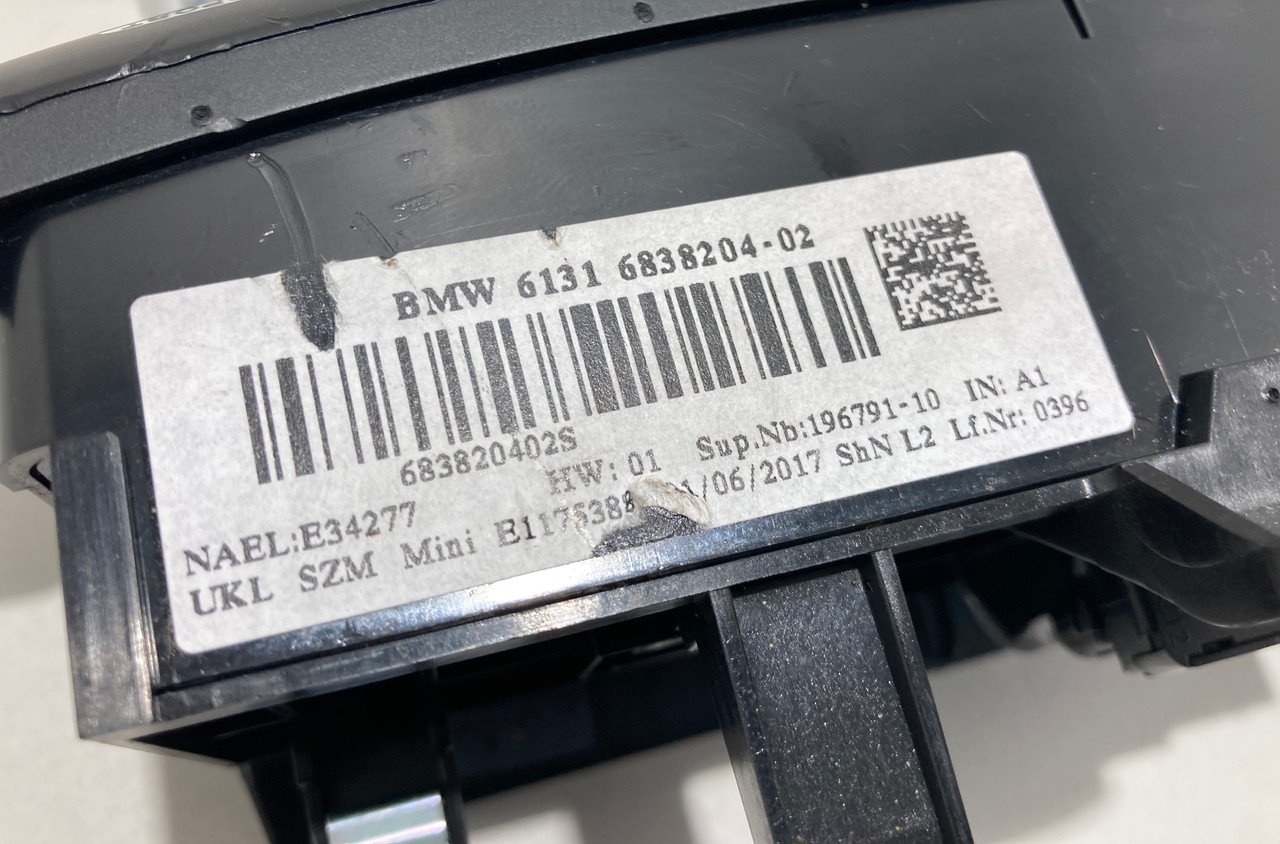 BMW 6131 6838204-02
683820402S
HW: 01 Sup.Nb:196791-10 IN: A1
NAEL:E34277
UKL SZM Mini /06/2017 ShN L2 Lf.Nr: 0396